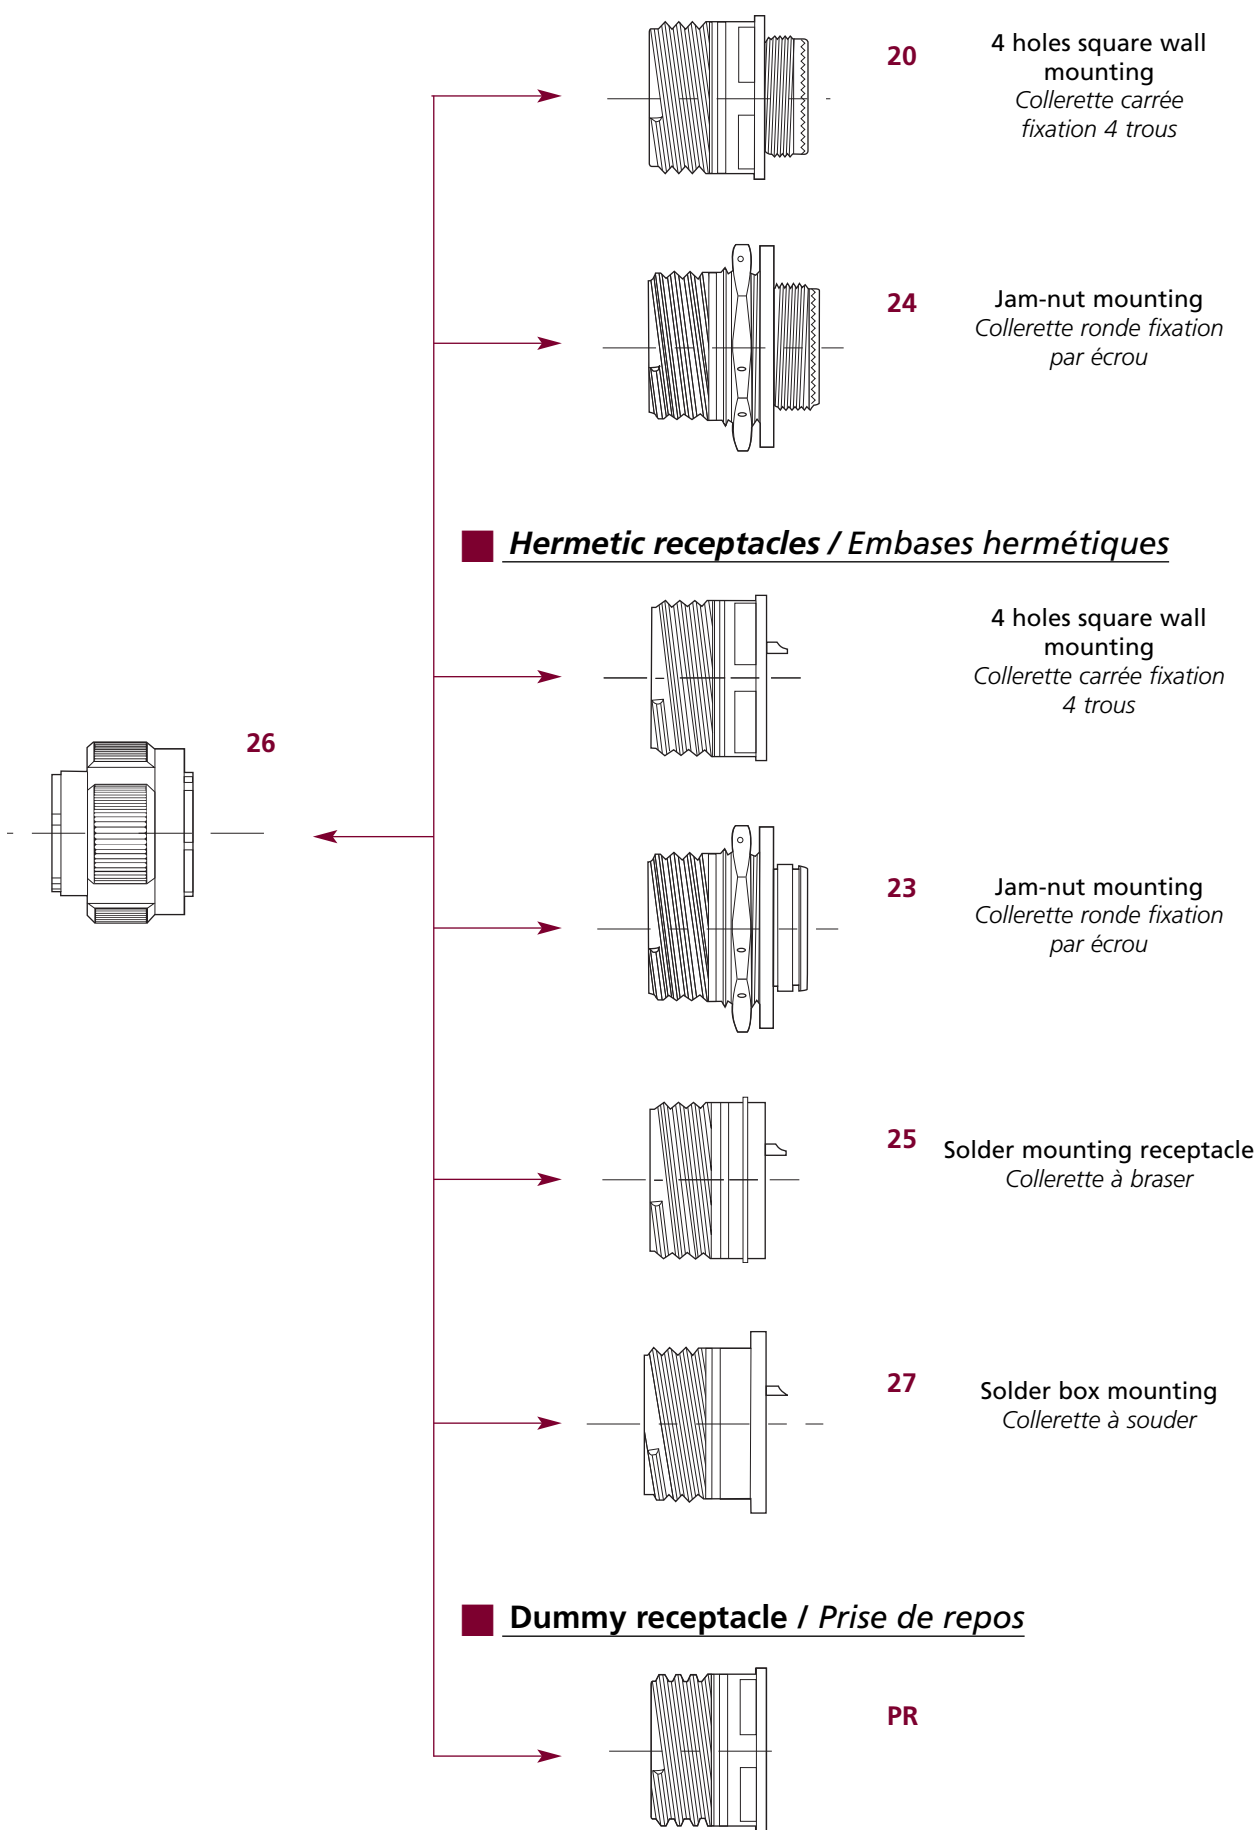 20
4 holes square wall
mounting
Collerette carrée
fixation 4 trous
24
Jam-nut mounting
Collerette ronde fixation
par écrou
Hermetic receptacles / Embases hermétiques
4 holes square wall
mounting
Collerette carrée fixation
4 trous
26
23
Jam-nut mounting
Collerette ronde fixation
par écrou
25
Solder mounting receptacle
Collerette à braser
27
Solder box mounting
Collerette à souder
Dummy receptacle / Prise de repos
PR